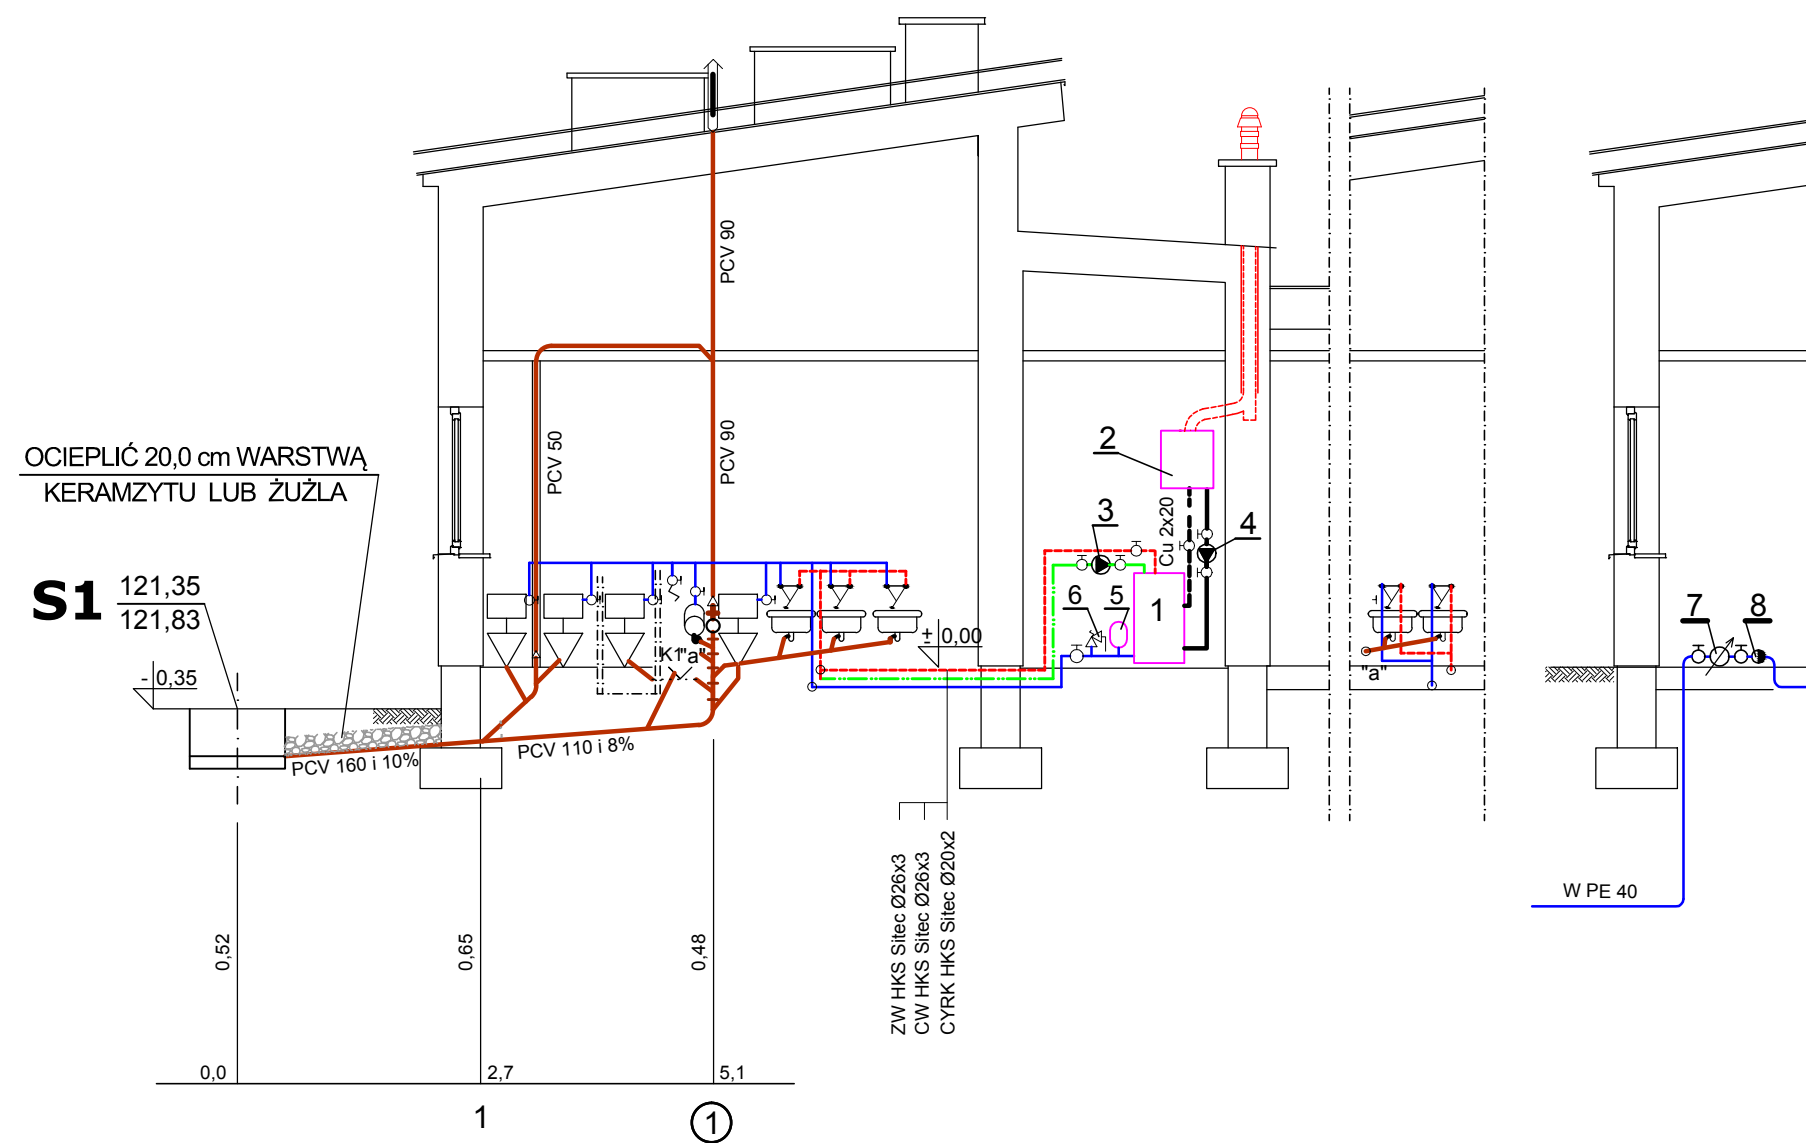 PCV 90
PCV 50
PCV 90
OCIEPLIĆ 20,0 cm WARSTWĄ
KERAMZYTU LUB ŻUŻLA
S1
121,35
121,83
- 0,35
PCV 160 i 10%
PCV 110 i 8%
K1"a"
± 0,00
2
3
4
Cu 2x20
6
5
1
"a"
7
8
W PE 40
ZW HKS Sitec Ø26x3
CW HKS Sitec Ø26x3
CYRK HKS Sitec Ø20x2
0,52
0,65
0,48
0,0
2,7
5,1
1
1